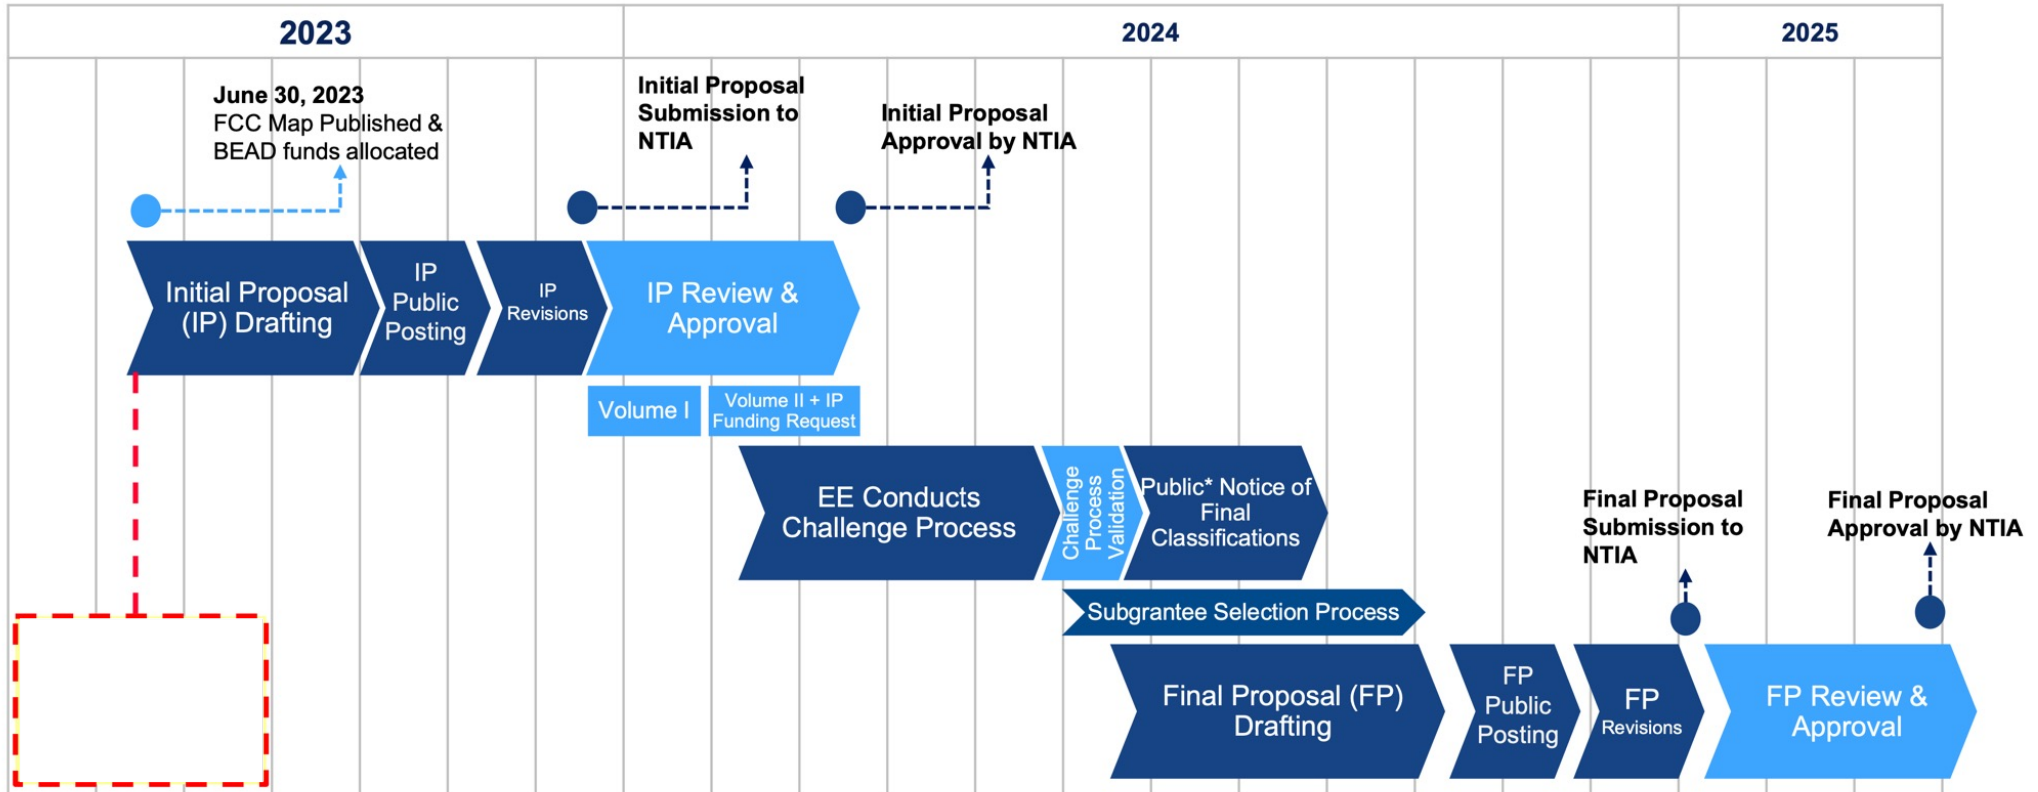 2023
2024
2025
June 30, 2023
FCC Map Published &
BEAD funds allocated
Initial Proposal
Submission to
NTIA
Initial Proposal
Approval by NTIA
Initial Proposal
(IP) Drafting
IP
Public
Posting
IP
Revisions
IP Review &
Approval
Volume I
Volume II + IP
Funding Request
EE Conducts
Challenge Process
Challenge
Process
Validation
Public* Notice of
Final
Classifications
Subgrantee Selection Process
Final Proposal
Submission to
NTIA
Final Proposal
Approval by NTIA
Final Proposal (FP)
Drafting
FP
Public
Posting
FP
Revisions
FP Review &
Approval